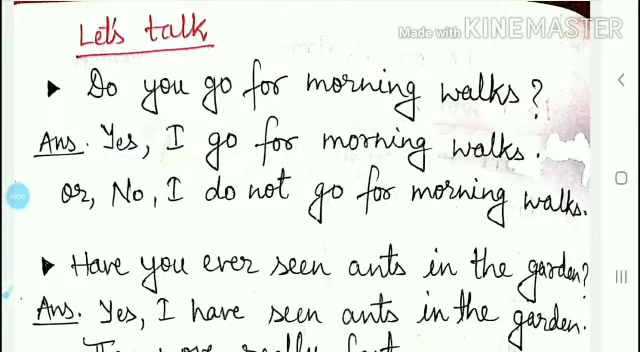 Made with KINEMASTER
Let's talk
▸ Do you go for morning walks?
Ans. Yes, I go for morning walks.
or, No, I do not go for morning walks.
▸ Have you ever seen ants in the garden?
Ans. Yes, I have seen ants in the garden.